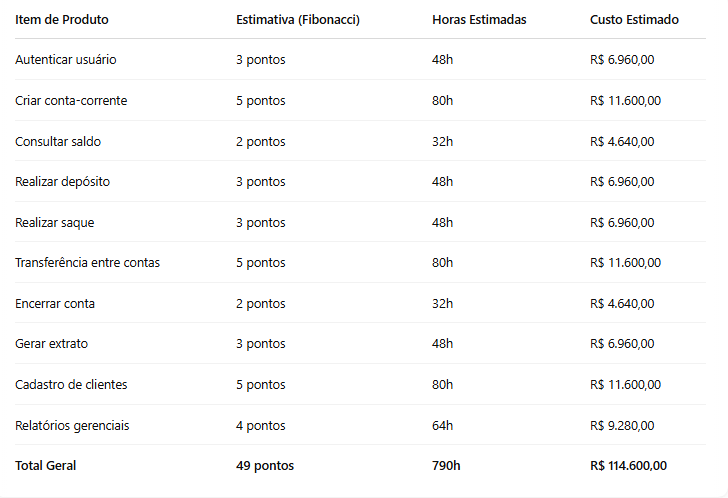 Item de Produto Estimativa (Fibonacci) Horas Estimadas Custo Estimado
Autenticar usuário 3 pontos 48h R$ 6.960,00
Criar conta-corrente 5 pontos 80h R$ 11.600,00
Consultar saldo 2 pontos 32h R$ 4.640,00
Realizar depósito 3 pontos 48h R$ 6.960,00
Realizar saque 3 pontos 48h R$ 6.960,00
Transferência entre contas 5 pontos 80h R$ 11.600,00
Encerrar conta 2 pontos 32h R$ 4.640,00
Gerar extrato 3 pontos 48h R$ 6.960,00
Cadastro de clientes 5 pontos 80h R$ 11.600,00
Relatórios gerenciais 4 pontos 64h R$ 9.280,00
Total Geral 49 pontos 790h R$ 114.600,00